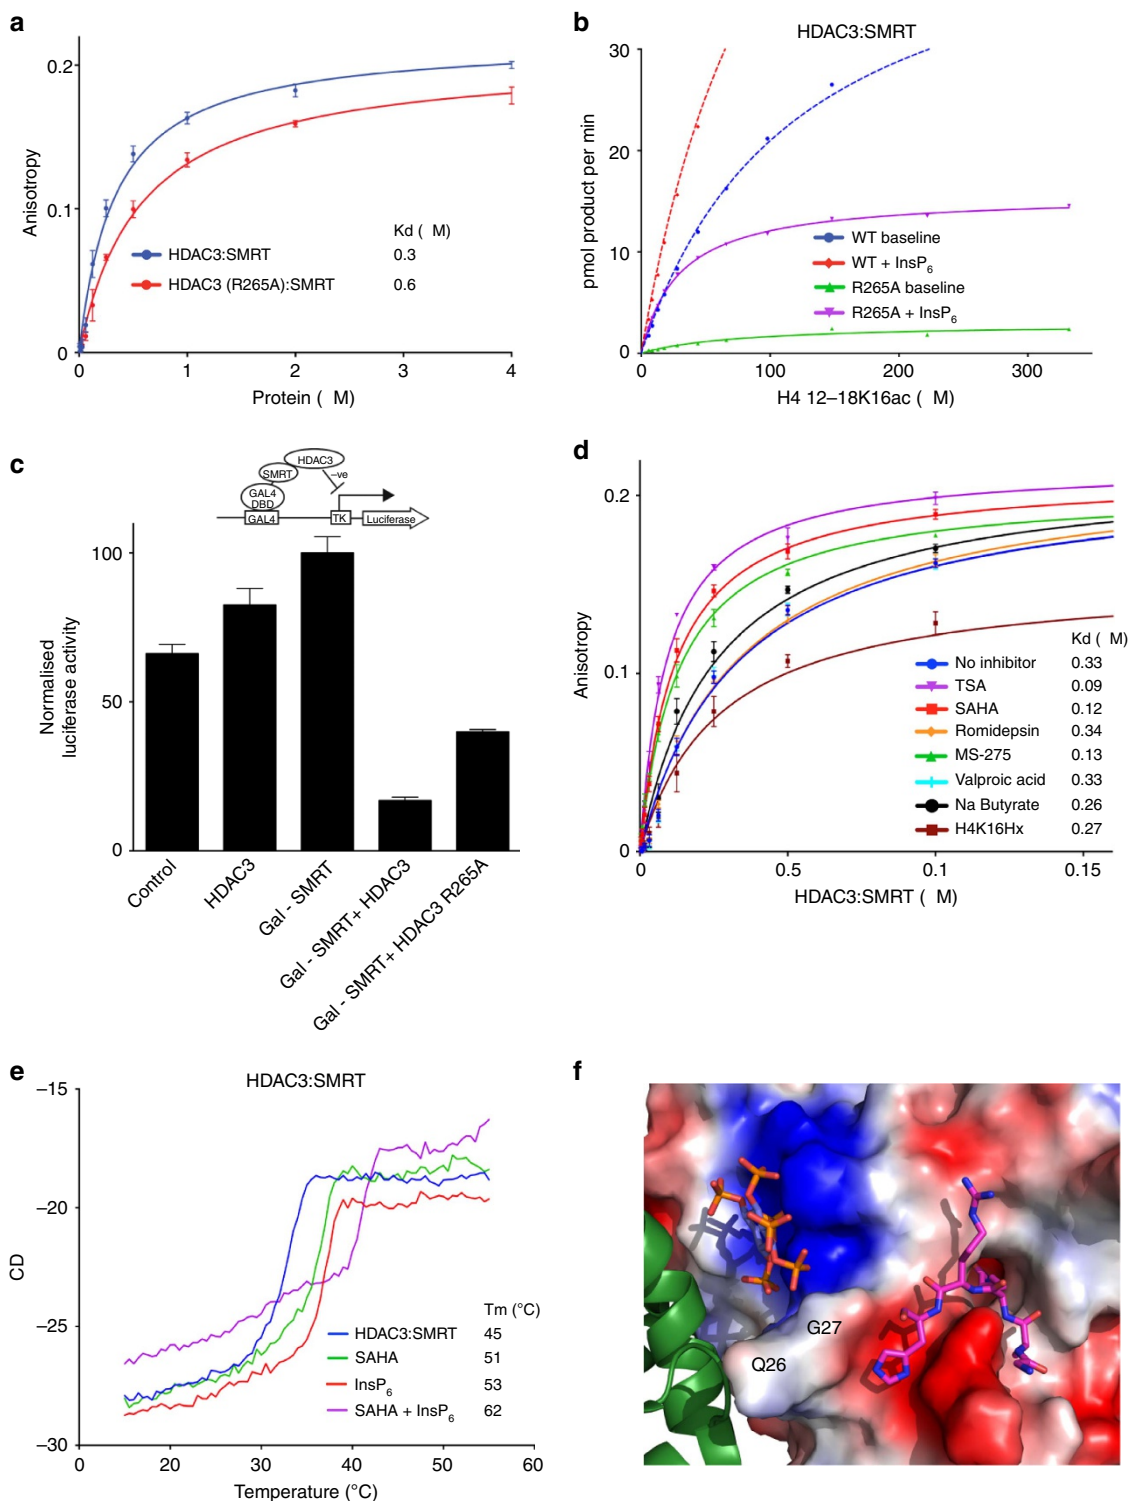 a
0.2
0.1
0
Anisotropy
Kd ( M)
HDAC3:SMRT 0.3
HDAC3 (R265A):SMRT 0.6
0 1 2 3 4
Protein ( M)
b
HDAC3:SMRT
30
20
10
0
pmol product per min
WT baseline
WT + InsP6
R265A baseline
R265A + InsP6
0 100 200 300
H4 12–18K16ac ( M)
c
HDAC3
SMRT
–ve
GAL4
DBD
GAL4
TK
Luciferase
100
50
0
Normalised
luciferase activity
Control
HDAC3
Gal - SMRT
Gal - SMRT+ HDAC3
Gal - SMRT+ HDAC3 R265A
d
0.2
0.1
0
Anisotropy
Kd ( M)
No inhibitor 0.33
TSA 0.09
SAHA 0.12
Romidepsin 0.34
MS-275 0.13
Valproic acid 0.33
Na Butyrate 0.26
H4K16Hx 0.27
0 0.5 0.1 0.15
HDAC3:SMRT ( M)
e
HDAC3:SMRT
–15
–20
–25
–30
CD
Tm (°C)
HDAC3:SMRT 45
SAHA 51
InsP6 53
SAHA + InsP6 62
0 20 30 40 50 60
Temperature (°C)
f
G27
Q26